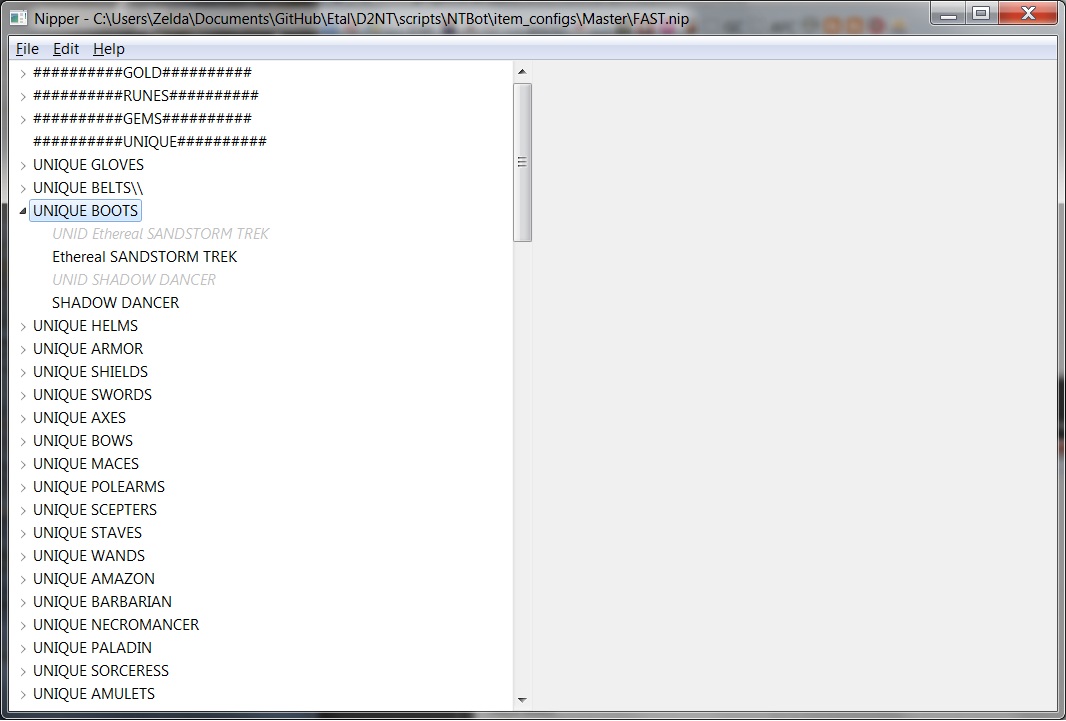 Nipper - C:\Users\Zelda\Documents\GitHub\Etal\D2NT\scripts\NTBot\item_configs\Master\FAST.nip
File Edit Help
##########GOLD##########
##########RUNES##########
##########GEMS##########
##########UNIQUE##########
UNIQUE GLOVES
UNIQUE BELTS\\
UNIQUE BOOTS
UNID Ethereal SANDSTORM TREK
Ethereal SANDSTORM TREK
UNID SHADOW DANCER
SHADOW DANCER
UNIQUE HELMS
UNIQUE ARMOR
UNIQUE SHIELDS
UNIQUE SWORDS
UNIQUE AXES
UNIQUE BOWS
UNIQUE MACES
UNIQUE POLEARMS
UNIQUE SCEPTERS
UNIQUE STAVES
UNIQUE WANDS
UNIQUE AMAZON
UNIQUE BARBARIAN
UNIQUE NECROMANCER
UNIQUE PALADIN
UNIQUE SORCERESS
UNIQUE AMULETS